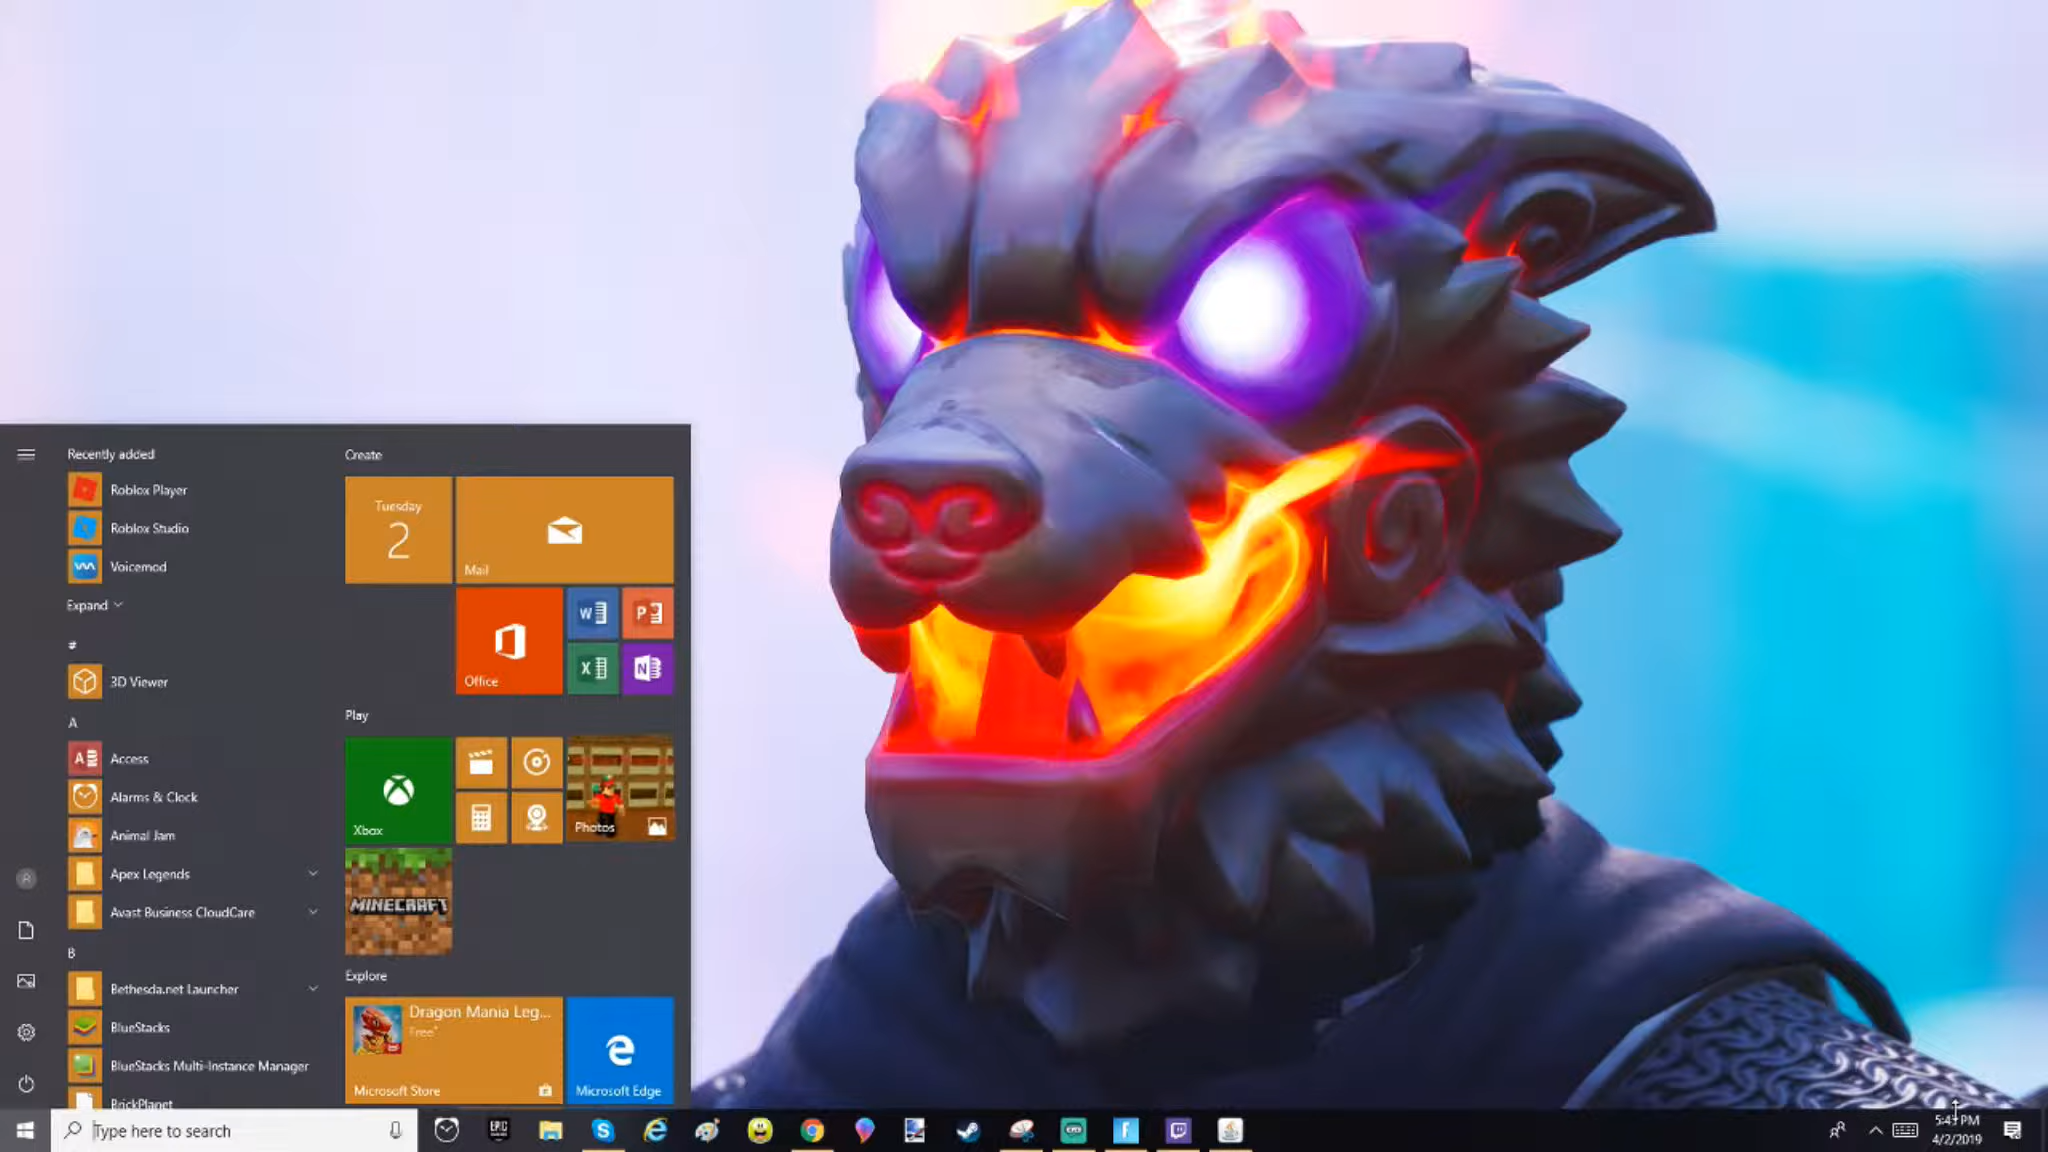 Recently added
Roblox Player
Roblox Studio
Voicemod
Expand
#
3D Viewer
A
Access
Alarms & Clock
Animal Jam
Apex Legends
Avast Business CloudCare
B
Bethesda.net Launcher
BlueStacks
BlueStacks Multi-Instance Manager
BrickPlanet
Create
Tuesday
2
Mail
Office
Play
Xbox
Photos
MINECRAFT
Explore
Dragon Mania Leg...
Free*
Microsoft Store
Microsoft Edge
Type here to search
EPIC
PM
4/2/2019